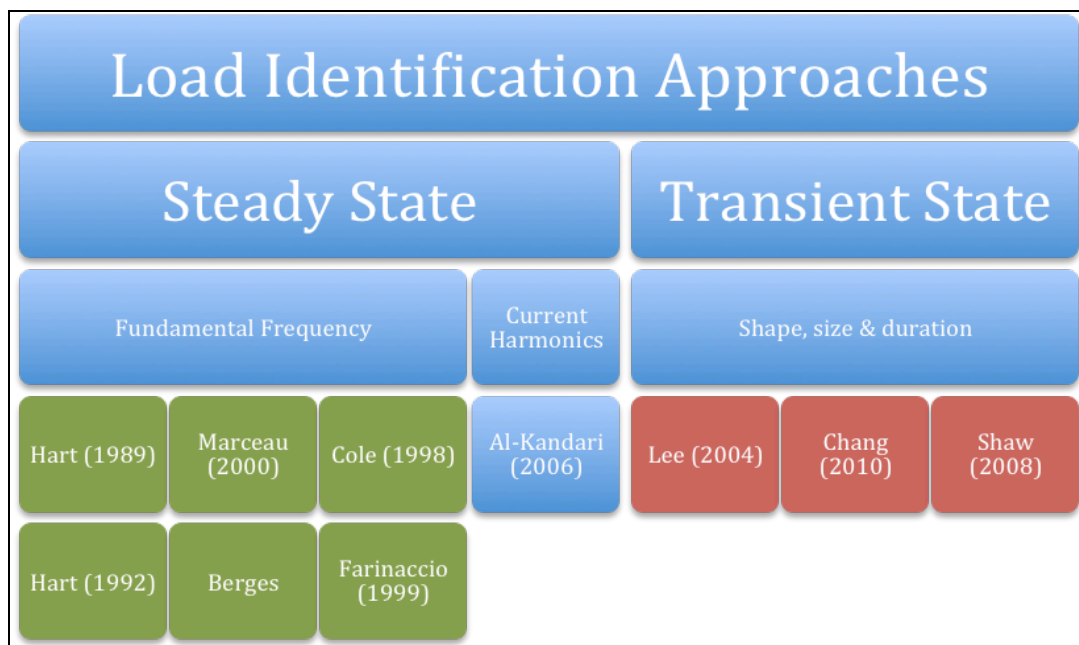 Load Identification Approaches
Steady State
Transient State
Fundamental Frequency
Current
Harmonics
Shape, size & duration
Hart (1989)
Marceau
(2000)
Cole (1998)
Al-Kandari
(2006)
Lee (2004)
Chang
(2010)
Shaw
(2008)
Hart (1992)
Berges
Farinaccio
(1999)